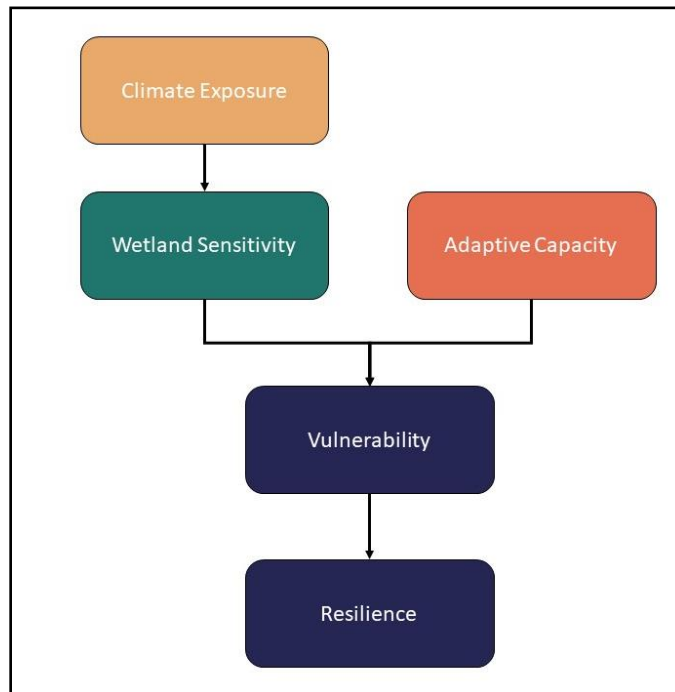 Climate Exposure
Wetland Sensitivity
Adaptive Capacity
Vulnerability
Resilience